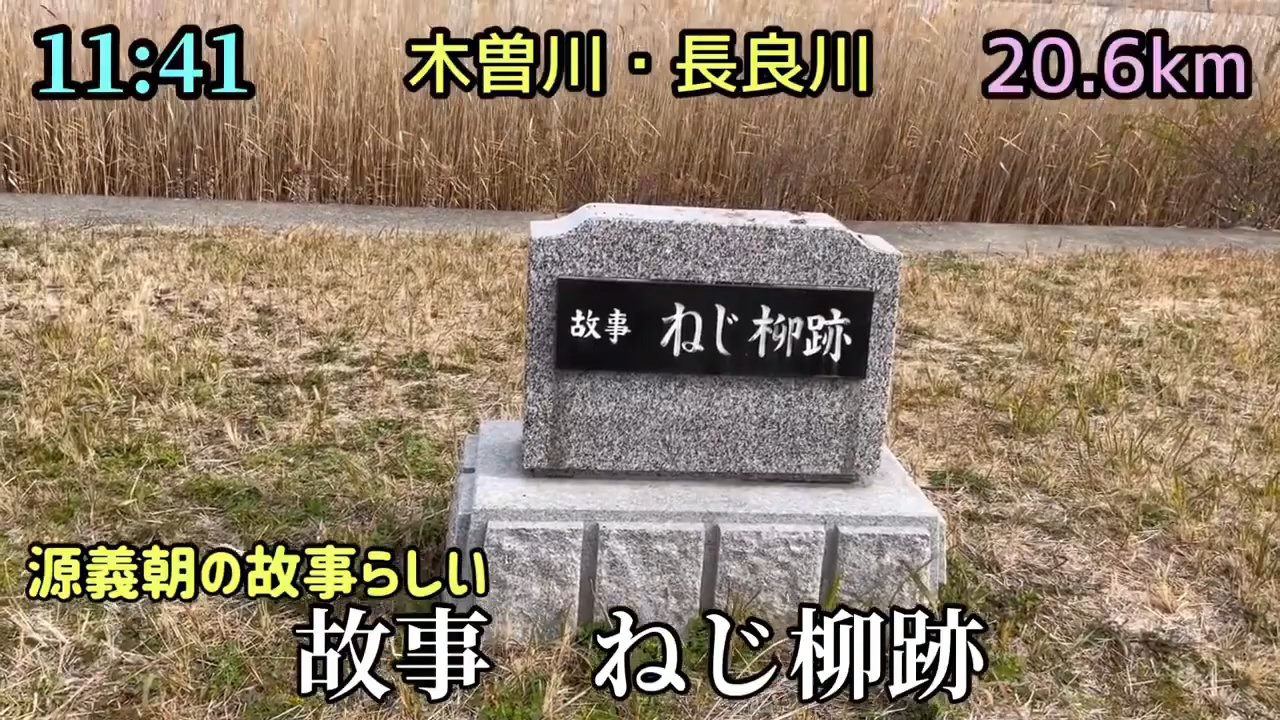 11:41
木曽川・長良川
20.6km
故事 ねじ柳跡
源義朝の故事らしい
故事 ねじ柳跡